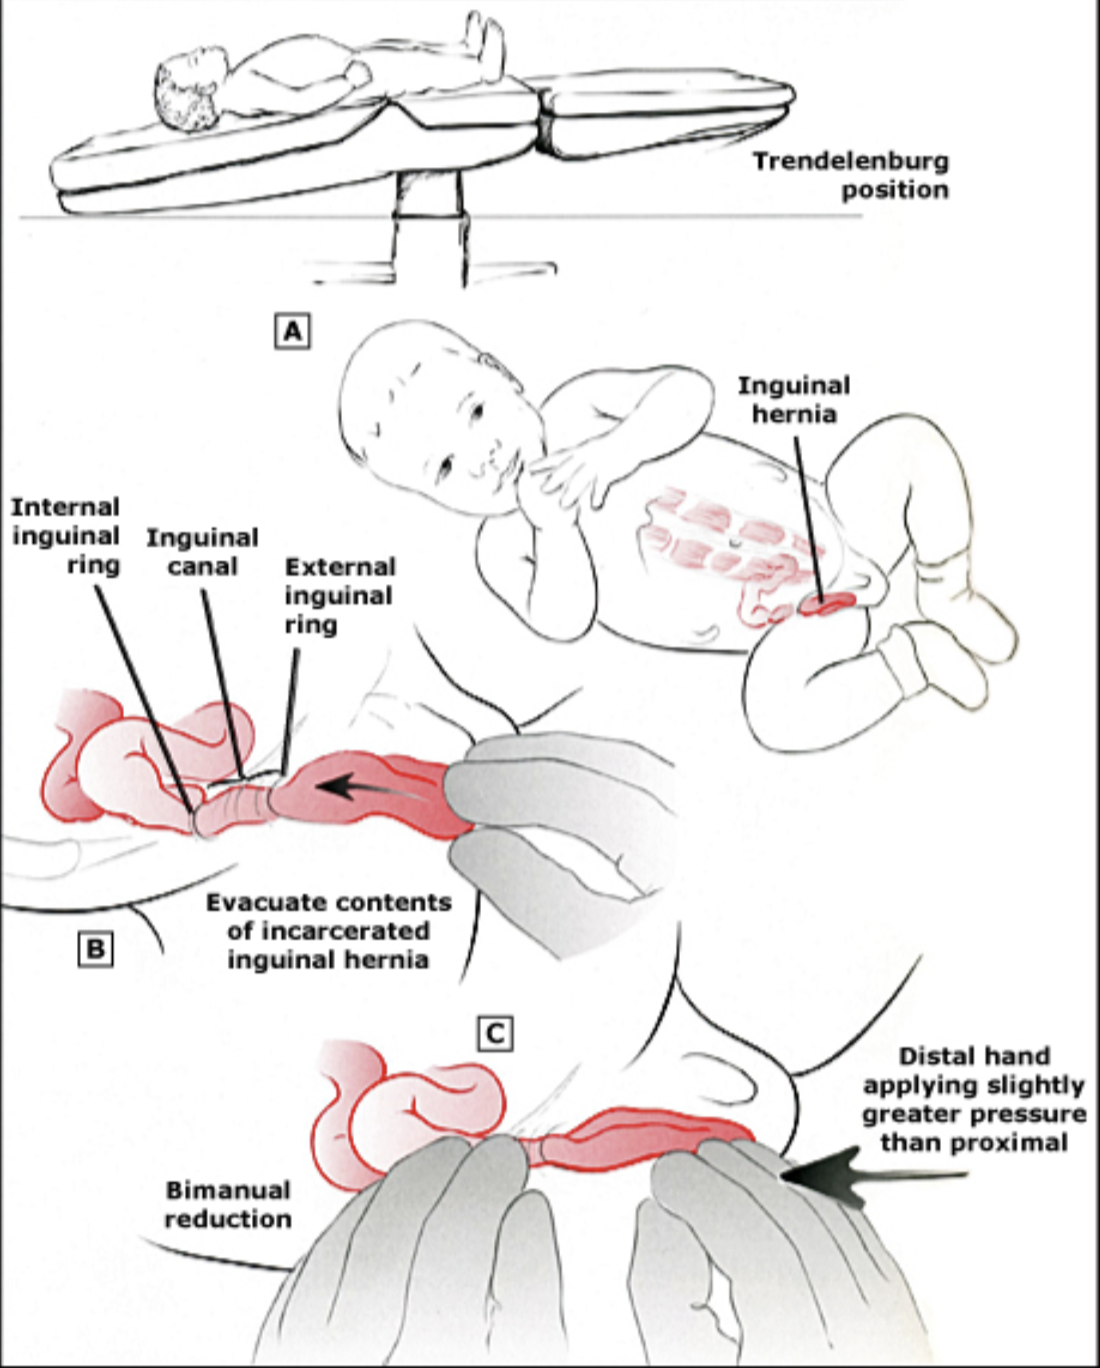 Trendelenburg
position
A
Inguinal
hernia
Internal
inguinal
ring
Inguinal
canal
External
inguinal
ring
Evacuate contents
of incarcerated
inguinal hernia
B
C
Distal hand
applying slightly
greater pressure
than proximal
Bimanual
reduction